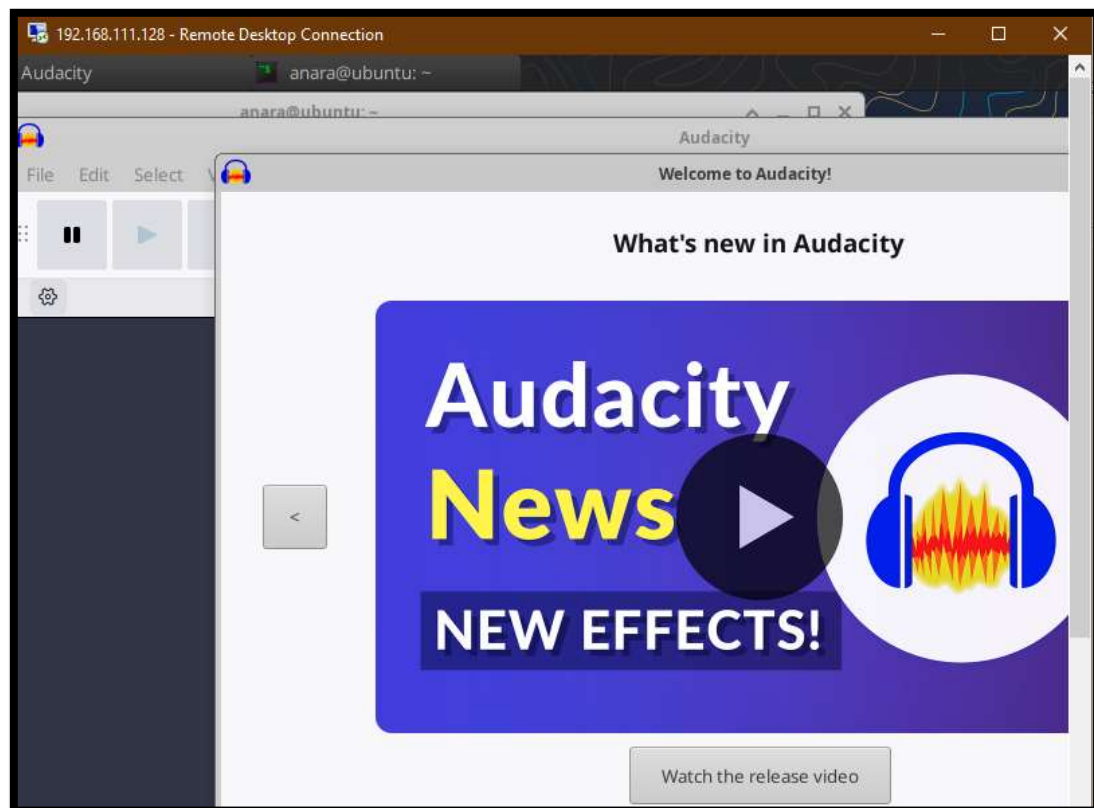 192.168.111.128 - Remote Desktop Connection
Audacity anara@ubuntu: ~
anara@ubuntu: ~
Audacity
File Edit Select
Welcome to Audacity!
What's new in Audacity
Audacity
News
<
NEW EFFECTS!
Watch the release video